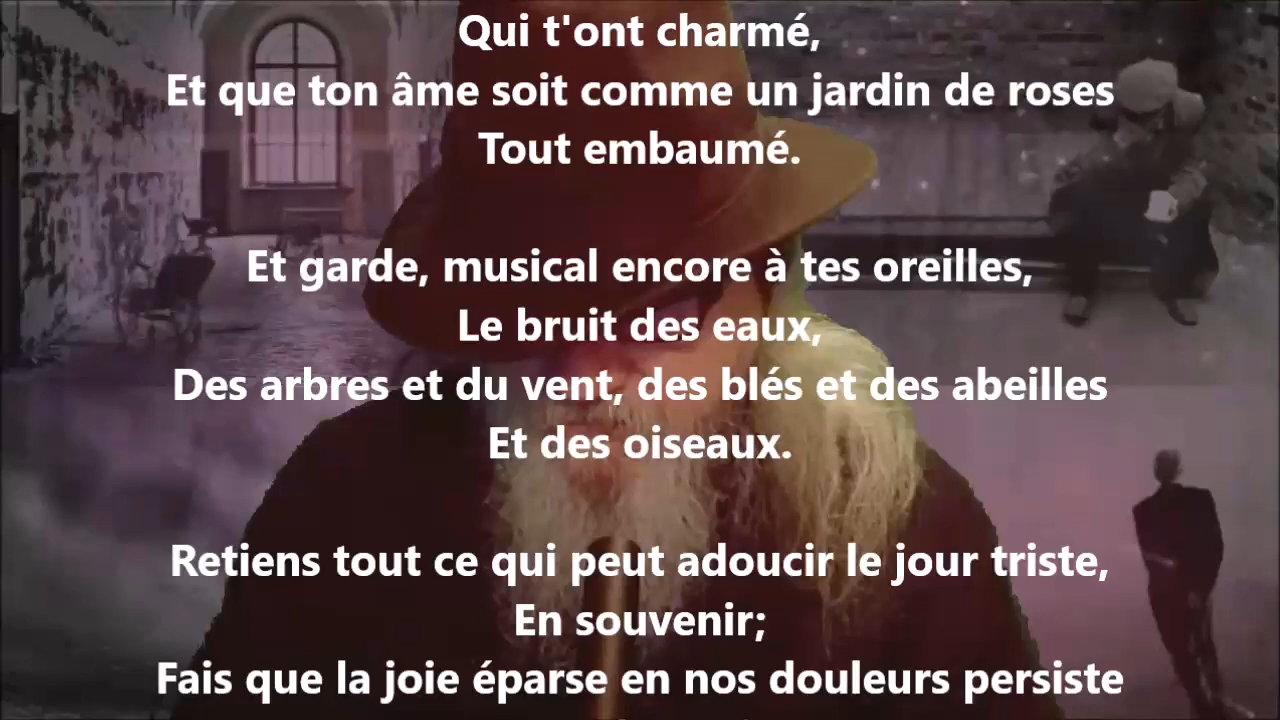 Qui t'ont charmé,
Et que ton âme soit comme un jardin de roses
Tout embaumé.
Et garde, musical encore à tes oreilles,
Le bruit des eaux,
Des arbres et du vent, des blés et des abeilles
Et des oiseaux.
Retiens tout ce qui peut adoucir le jour triste,
En souvenir;
Fais que la joie éparse en nos douleurs persiste